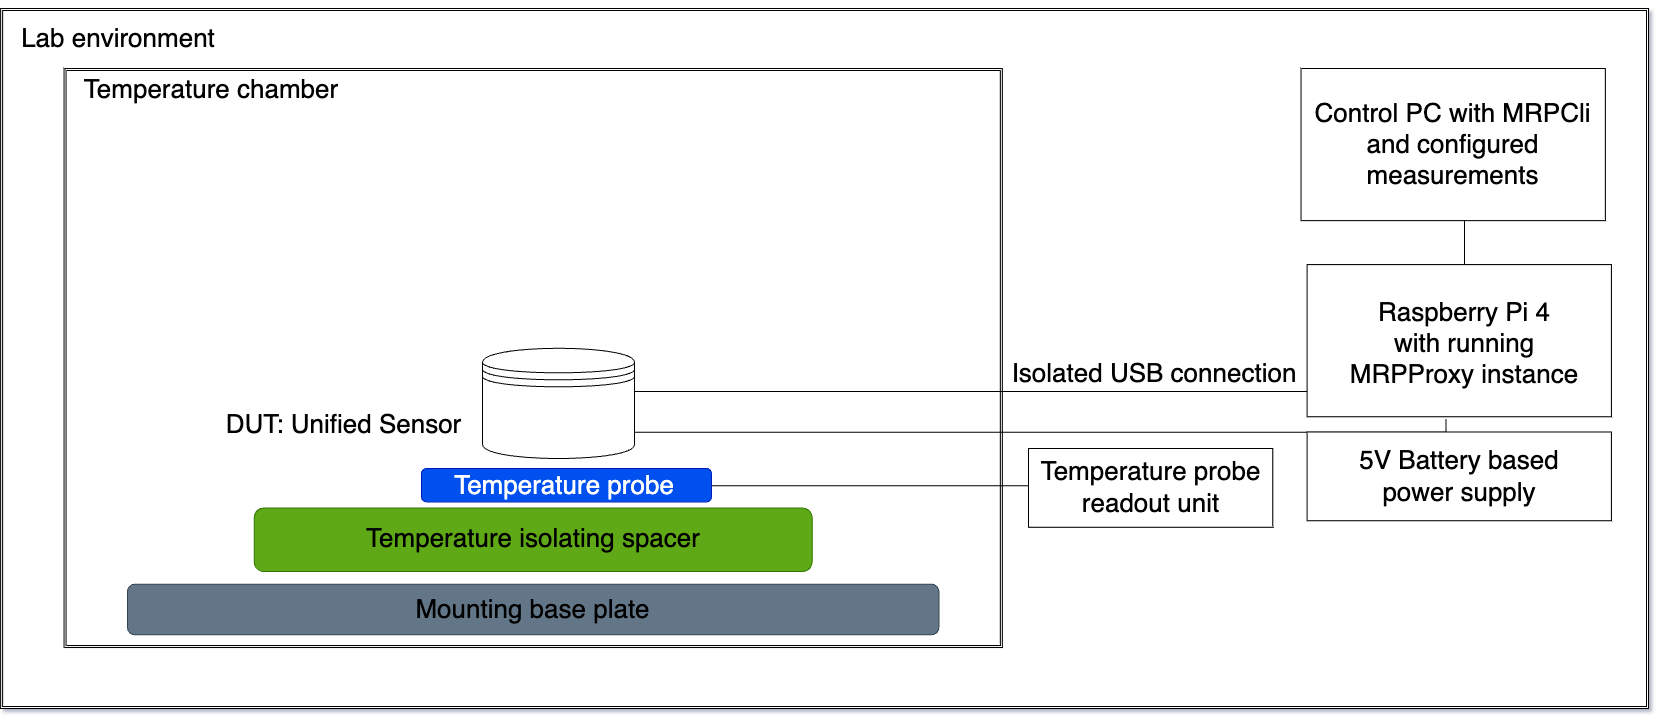 Lab environment
Temperature chamber
Control PC with MRPCli
and configured
measurements
Raspberry Pi 4
with running
MRPProxy instance
Isolated USB connection
DUT: Unified Sensor
5V Battery based
power supply
Temperature probe
readout unit
Temperature probe
Temperature isolating spacer
Mounting base plate